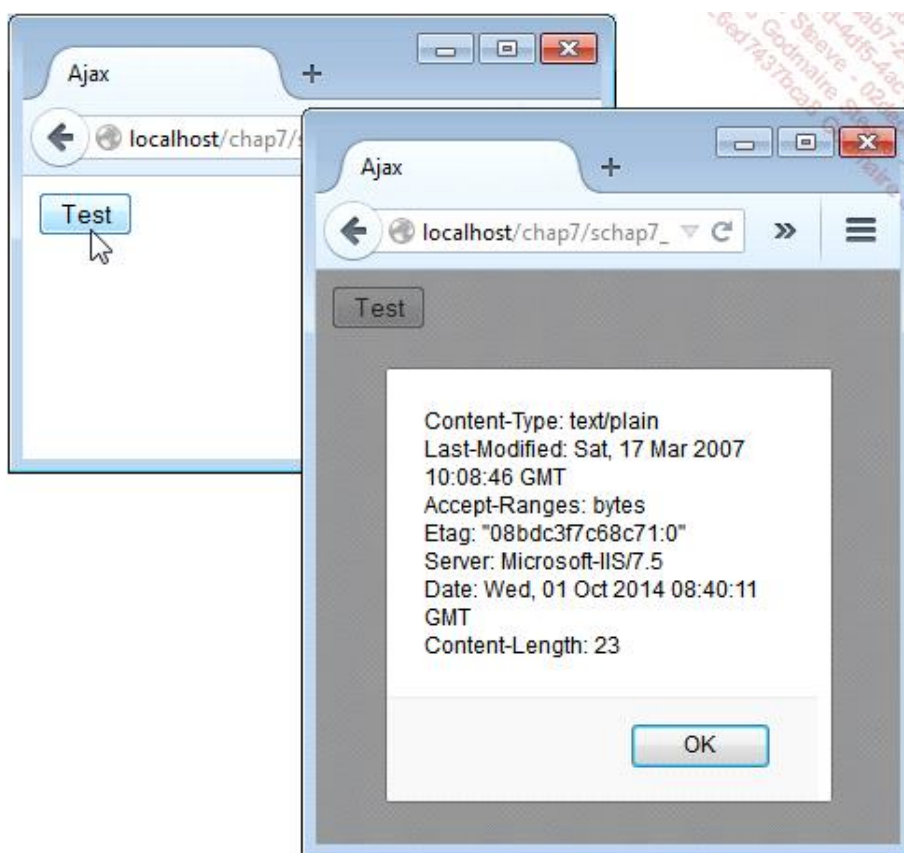 Ajax
localhost/chap7/s
Test
Ajax
localhost/chap7/schap7_
Test
Content-Type: text/plain
Last-Modified: Sat, 17 Mar 2007
10:08:46 GMT
Accept-Ranges: bytes
Etag: "08bdc3f7c68c71:0"
Server: Microsoft-IIS/7.5
Date: Wed, 01 Oct 2014 08:40:11
GMT
Content-Length: 23
OK